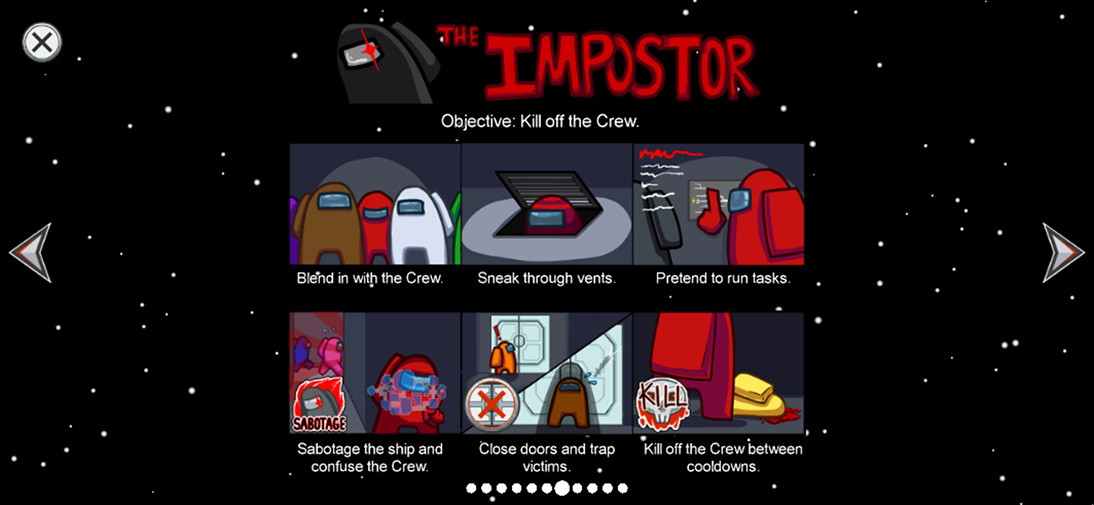 THE IMPOSTOR
Objective: Kill off the Crew.
Blend in with the Crew.
Sneak through vents.
Pretend to run tasks.
SABOTAGE
KILL
Sabotage the ship and
confuse the Crew.
Close doors and trap
victims.
Kill off the Crew between
cooldowns.